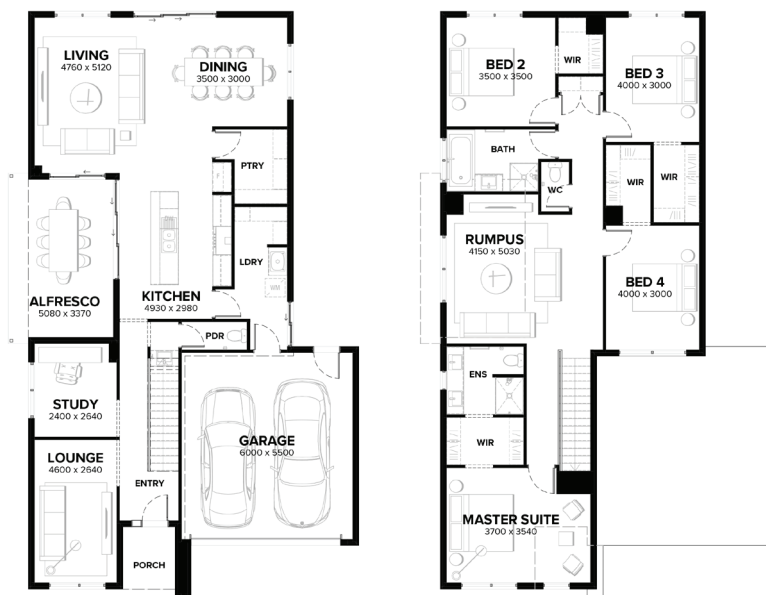 LIVING
4760 x 5120
DINING
3500 x 3000
PTRY
LDRY
WM
ALFRESCO
5080 x 3370
KITCHEN
4930 x 2980
PDR
STUDY
2400 x 2640
LOUNGE
4600 x 2640
GARAGE
6000 x 5500
ENTRY
PORCH
BED 2
3500 x 3500
WIR
BED 3
4000 x 3000
BATH
WC
WIR
WIR
RUMPUS
4150 x 5030
BED 4
4000 x 3000
ENS
WIR
MASTER SUITE
3700 x 3540